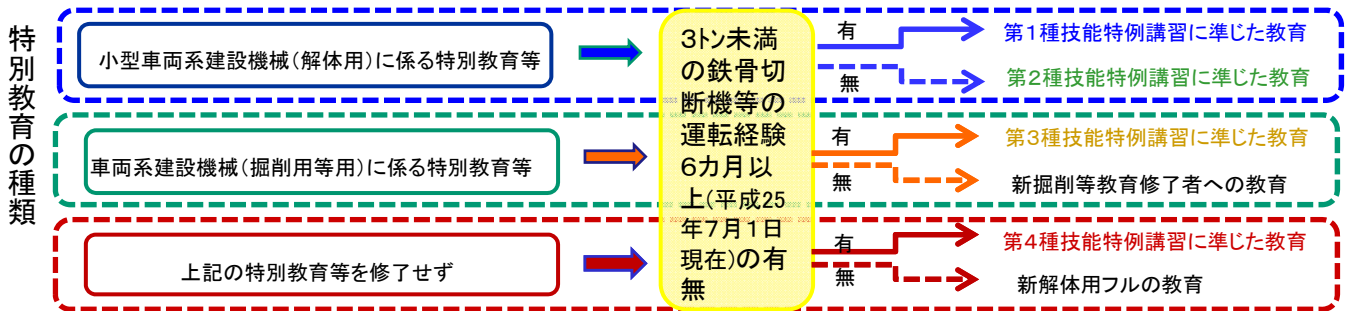 特別教育の種類
小型車両系建設機械(解体用)に係る特別教育等
車両系建設機械(掘削用等用)に係る特別教育等
上記の特別教育等を修了せず
3トン未満
の鉄骨切
断機等の
運転経験
6カ月以
上(平成25
年7月1日
現在)の有
無
有
第1種技能特例講習に準じた教育
無
第2種技能特例講習に準じた教育
有
第3種技能特例講習に準じた教育
無
新掘削等教育修了者への教育
有
第4種技能特例講習に準じた教育
無
新解体用フルの教育